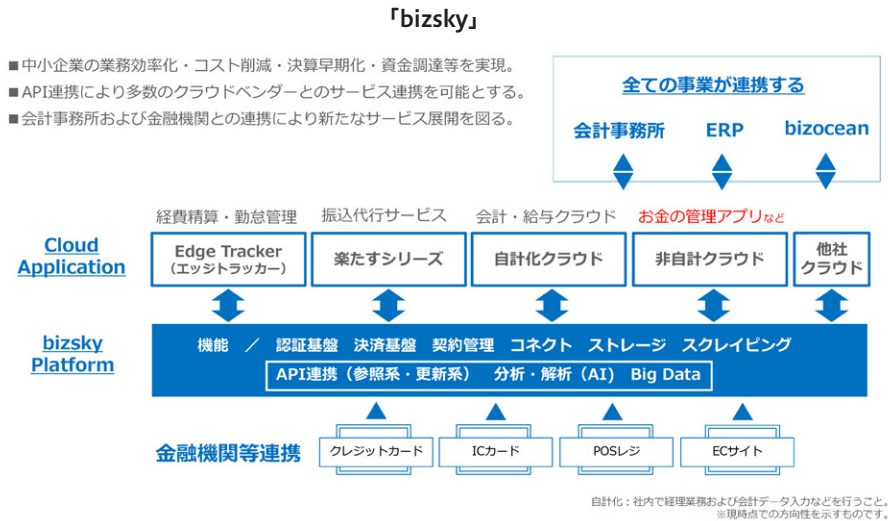 「bizsky」
■中小企業の業務効率化・コスト削減・決算早期化・資金調達等を実現。
■API連携により多数のクラウドベンダーとのサービス連携を可能とする。
■会計事務所および金融機関との連携により新たなサービス展開を図る。
全ての事業が連携する
会計事務所 ERP bizocean
経費精算・勤怠管理 振込代行サービス 会計・給与クラウド お金の管理アプリなど
Cloud
Application
Edge Tracker
（エッジトラッカー）
楽たすシリーズ
自計化クラウド
非自計クラウド
他社
クラウド
bizsky
Platform
機能 ／ 認証基盤 決済基盤 契約管理 コネクト ストレージ スクレイピング
API連携（参照系・更新系） 分析・解析（AI） Big Data
金融機関等連携
クレジットカード ICカード POSレジ ECサイト
自計化：社内で経理業務および会計データ入力などを行うこと。
※現時点での方向性を示すものです。